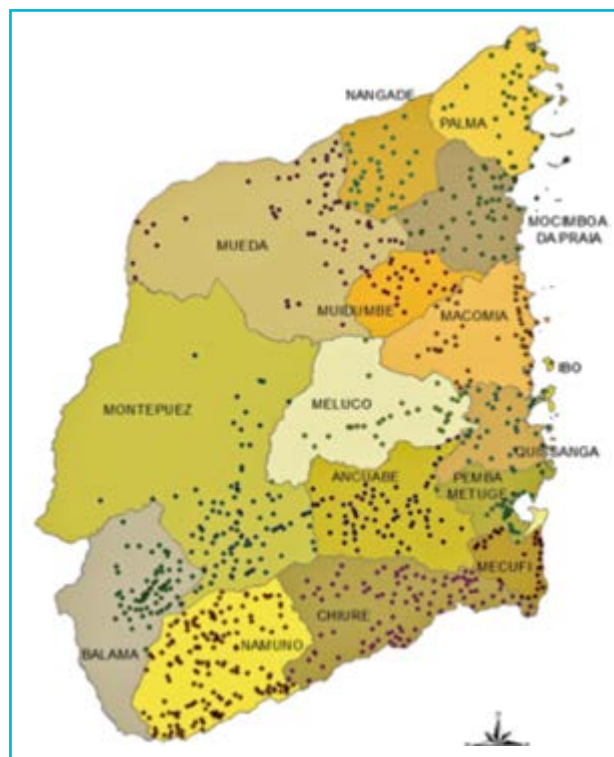 NANGADE
PALMA
MOCIMBOA
DA PRAIA
MUEDA
MUIDUMBE
MACOMIA
IBO
MONTEPUEZ
MELUCO
QUISSANGA
ANCUABE
PEMBA
METUGE
MECUFI
CHIURE
NAMUNO
BALAMA